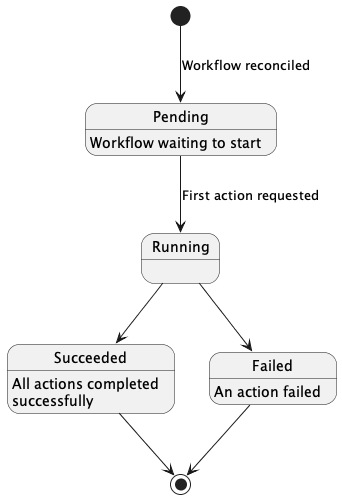 Workflow reconciled
Pending
Workflow waiting to start
First action requested
Running
Succeeded
All actions completed
successfully
Failed
An action failed